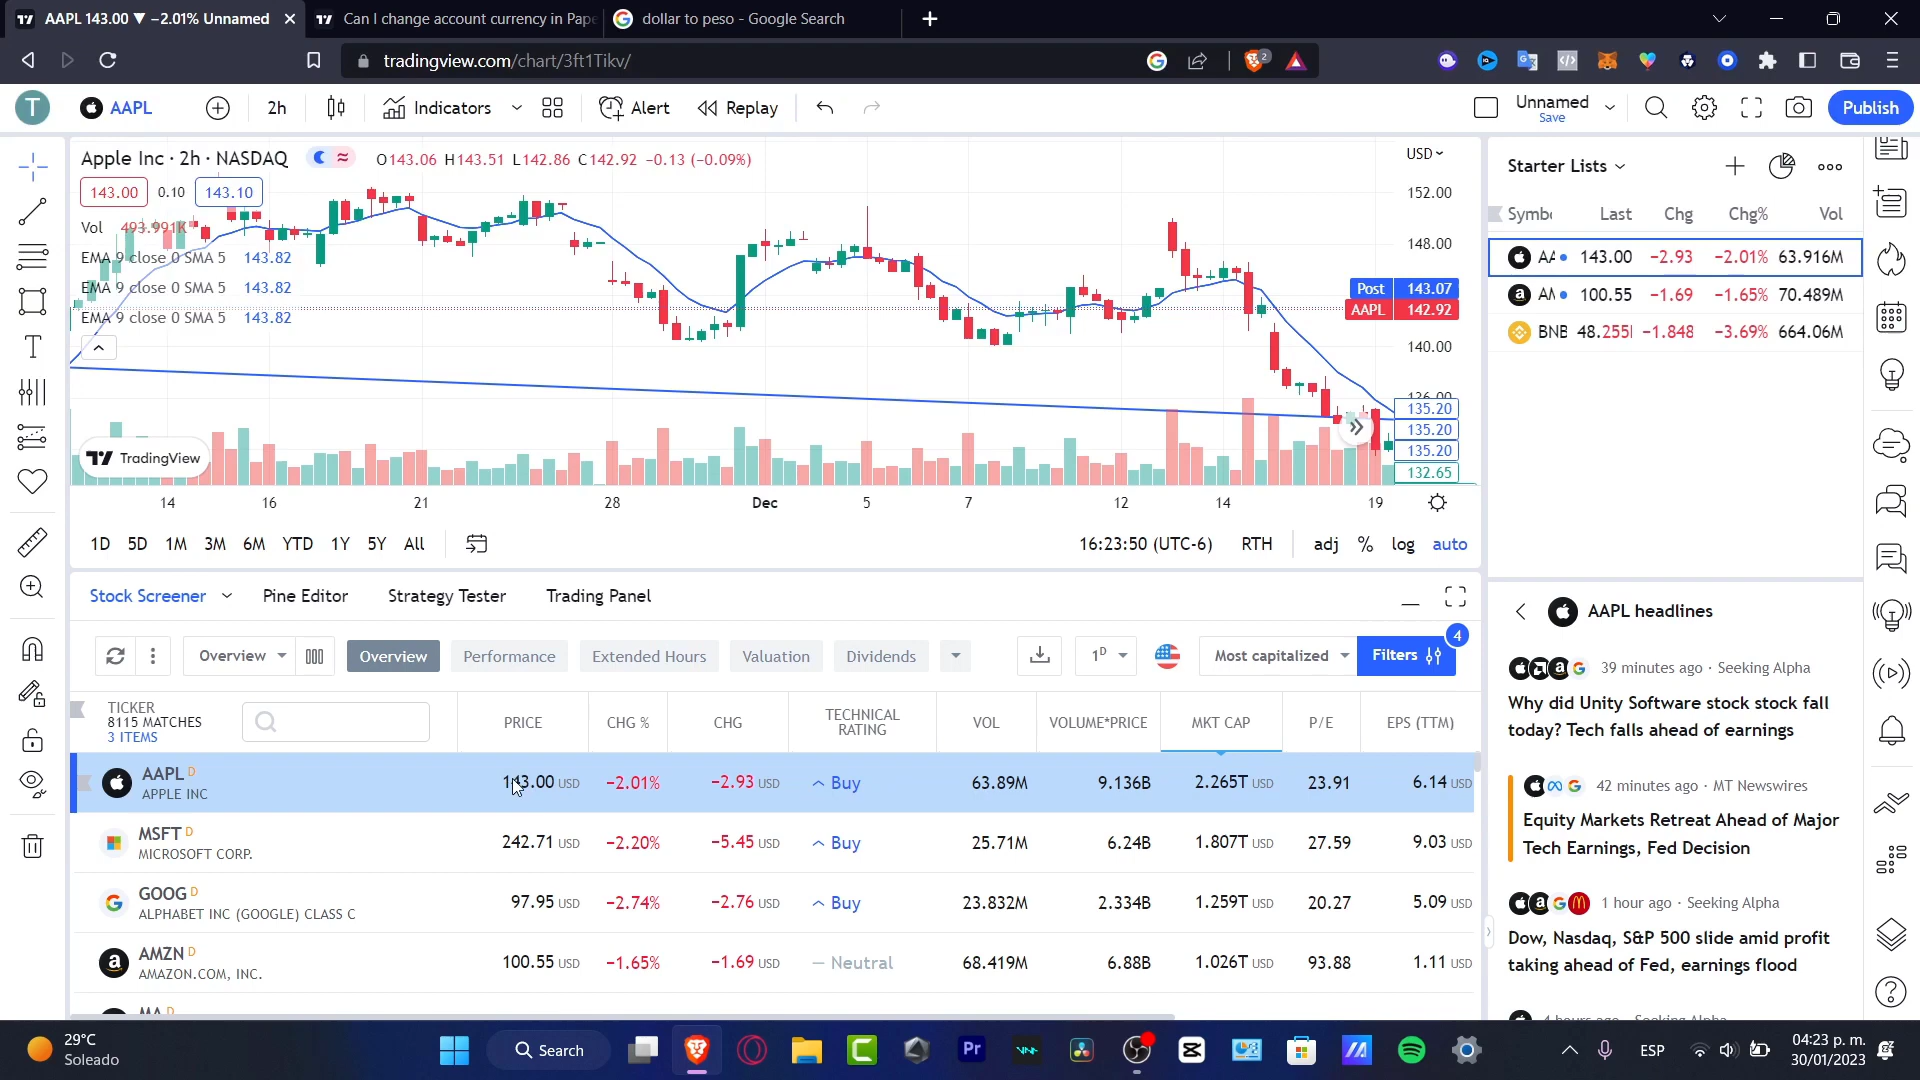 AAPL 143.00 ▼ −2.01% Unnamed
Can I change account currency in Pape
dollar to peso - Google Search
tradingview.com/chart/3ft1Tikv/
2
T
AAPL
2h
Indicators
Alert
Replay
Unnamed
Save
Publish
Apple Inc · 2h · NASDAQ
O143.06 H143.51 L142.86 C142.92 −0.13 (−0.09%)
USD
143.00
0.10
143.10
Vol 493.991K
EMA 9 close 0 SMA 5 143.82
EMA 9 close 0 SMA 5 143.82
EMA 9 close 0 SMA 5 143.82
152.00
148.00
Post 143.07
AAPL 142.92
140.00
136.00
135.20
135.20
135.20
132.65
TradingView
14
16
21
28
Dec
5
7
12
14
19
1D 5D 1M 3M 6M YTD 1Y 5Y All
16:23:50 (UTC-6) RTH adj % log auto
Starter Lists
Last Chg Chg% Vol
143.00 −2.93 −2.01% 63.916M
100.55 −1.69 −1.65% 70.489M
BNB 48.255 −1.848 −3.69% 664.06M
Stock Screener Pine Editor Strategy Tester Trading Panel
4
Overview
Overview Performance Extended Hours Valuation Dividends
1D
Most capitalized
Filters
TICKER
8115 MATCHES
3 ITEMS
PRICE CHG % CHG TECHNICAL RATING VOL VOLUME*PRICE MKT CAP P/E EPS (TTM)
AAPL D
APPLE INC
143.00 USD −2.01% −2.93 USD Buy 63.89M 9.136B 2.265T USD 23.91 6.14 USD
MSFT D
MICROSOFT CORP.
242.71 USD −2.20% −5.45 USD Buy 25.71M 6.24B 1.807T USD 27.59 9.03 USD
GOOG D
ALPHABET INC (GOOGLE) CLASS C
97.95 USD −2.74% −2.76 USD Buy 23.832M 2.334B 1.259T USD 20.27 5.09 USD
AMZN D
AMAZON.COM, INC.
100.55 USD −1.65% −1.69 USD — Neutral 68.419M 6.88B 1.026T USD 93.88 1.11 USD
MA D
AAPL headlines
39 minutes ago · Seeking Alpha
Why did Unity Software stock stock fall
today? Tech falls ahead of earnings
42 minutes ago · MT Newswires
Equity Markets Retreat Ahead of Major
Tech Earnings, Fed Decision
1 hour ago · Seeking Alpha
Dow, Nasdaq, S&P 500 slide amid profit
taking ahead of Fed, earnings flood
4 hours ago · Seeking Alpha
29°C
Soleado
Search
Pr
ESP
04:23 p. m.
30/01/2023